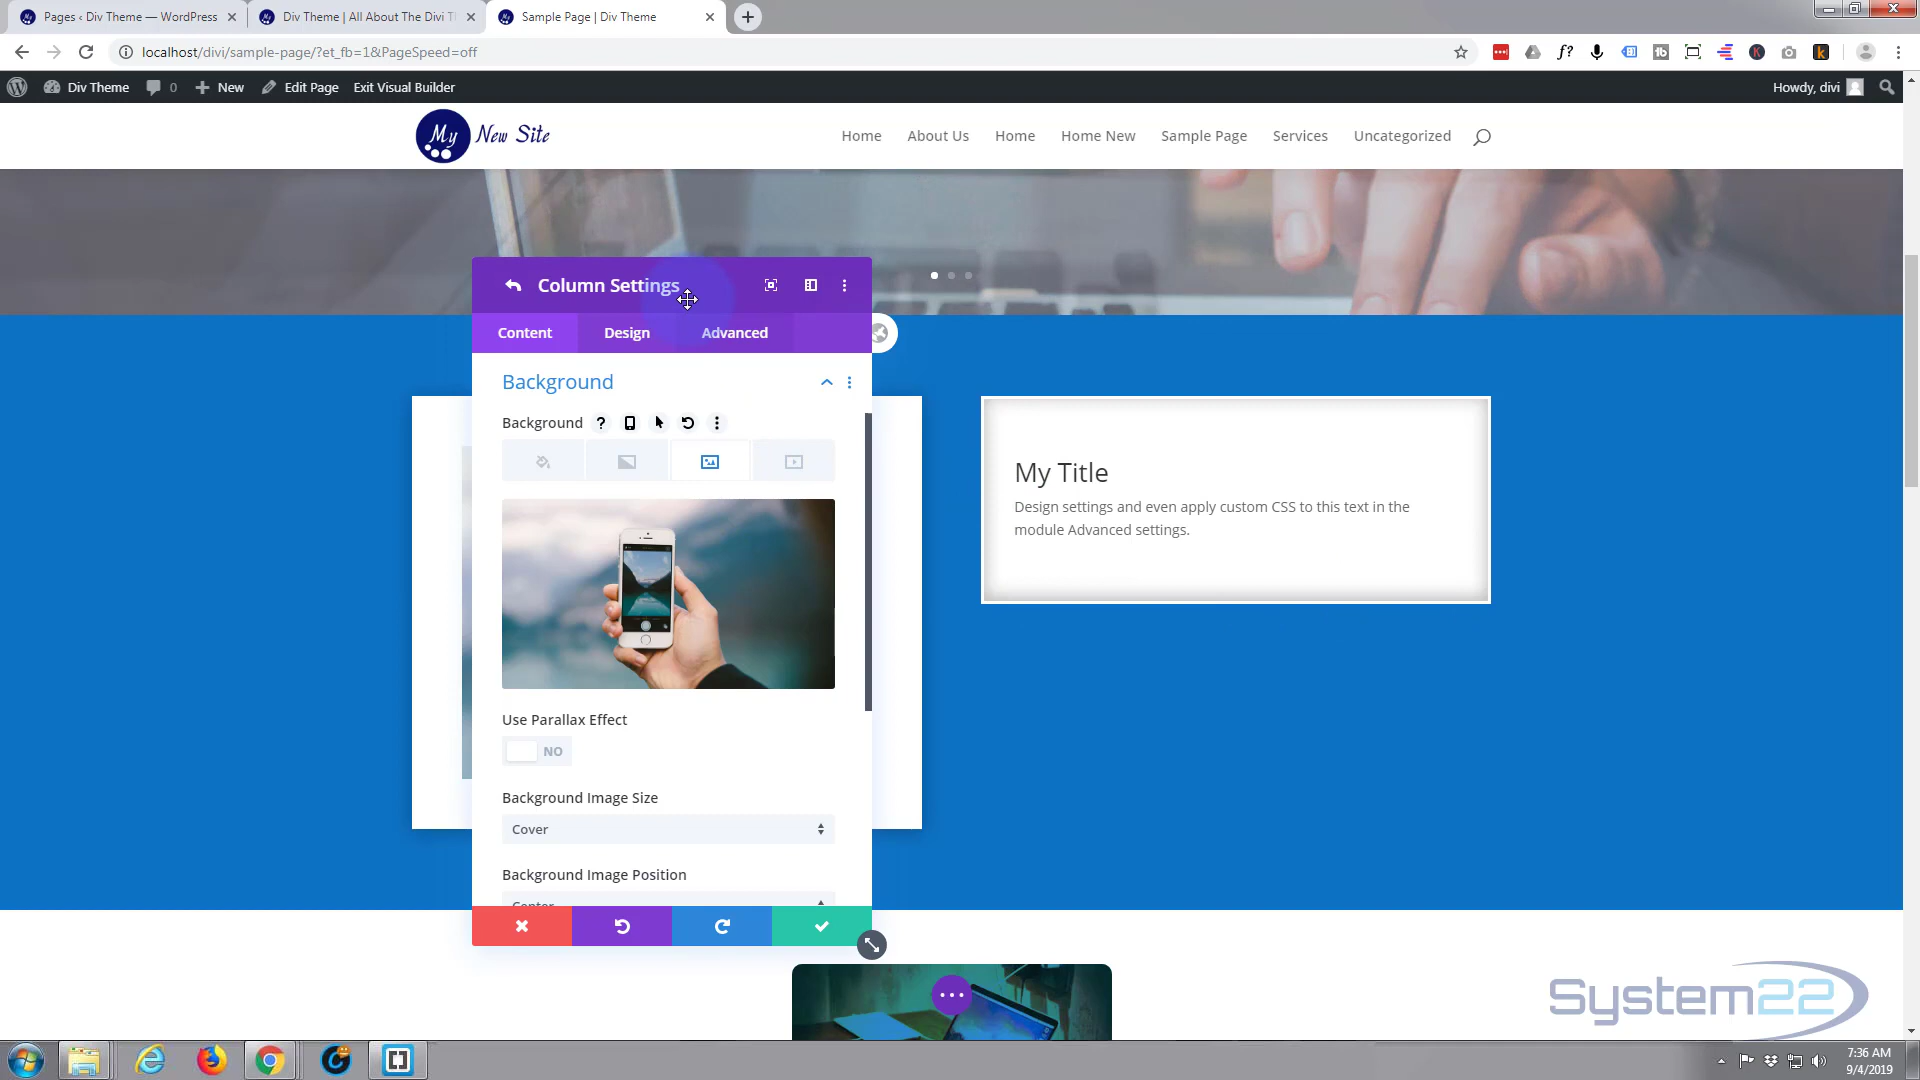 Pages ‹ Div Theme — WordPress
Div Theme | All About The Divi Th
Sample Page | Div Theme
localhost/divi/sample-page/?et_fb=1&PageSpeed=off
Div Theme
0
New
Edit Page
Exit Visual Builder
Howdy, divi
My New Site
Home
About Us
Home
Home New
Sample Page
Services
Uncategorized
Column Settings
Content
Design
Advanced
Background
Background
My Title
Design settings and even apply custom CSS to this text in the
module Advanced settings.
Use Parallax Effect
NO
Background Image Size
Cover
Background Image Position
Center
System22
7:36 AM
9/4/2019